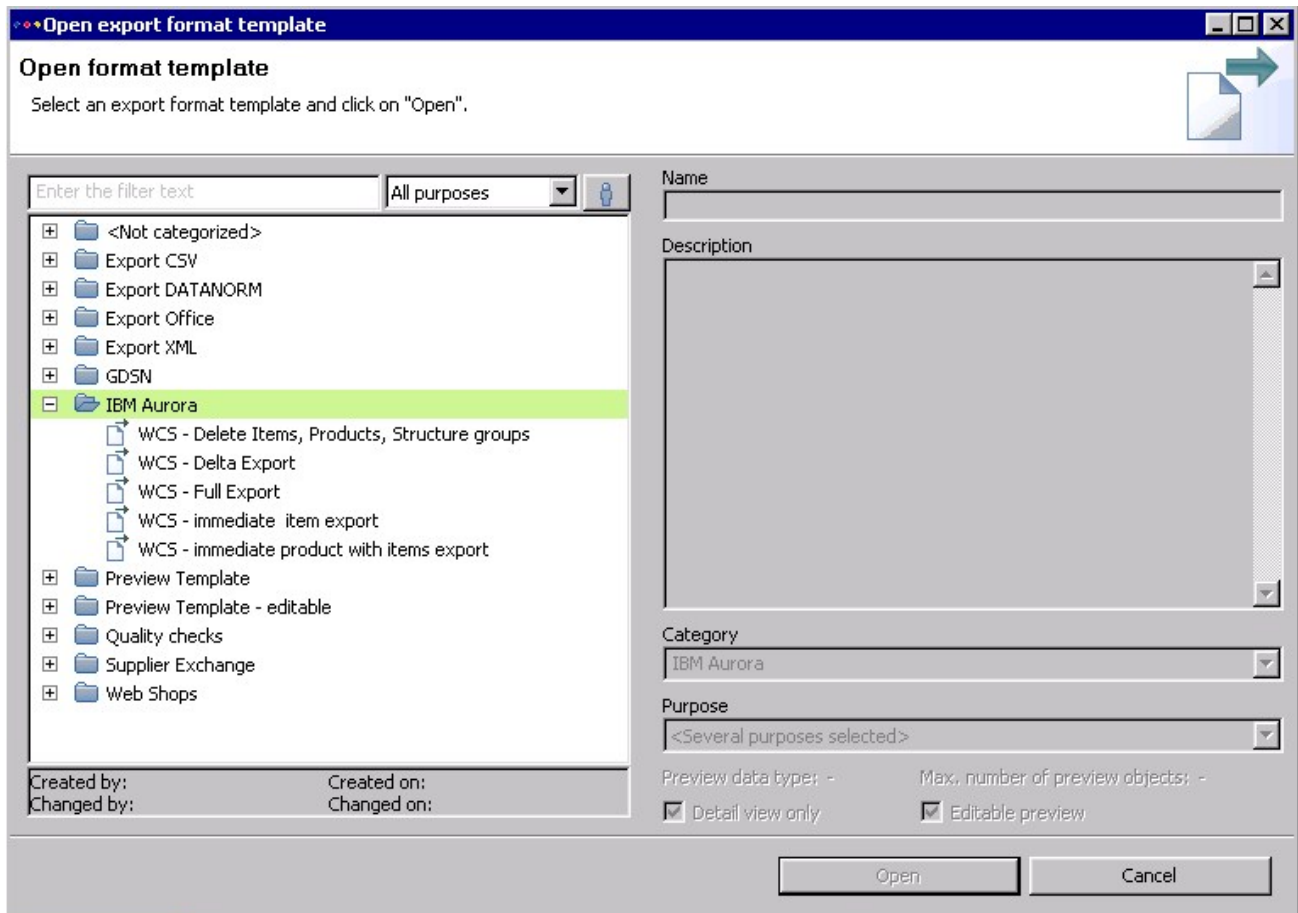 Open export format template
Open format template
Select an export format template and click on "Open".
Enter the filter text
All purposes
<Not categorized>
Export CSV
Export DATANORM
Export Office
Export XML
GDSN
IBM Aurora
WCS - Delete Items, Products, Structure groups
WCS - Delta Export
WCS - Full Export
WCS - immediate  item export
WCS - immediate product with items export
Preview Template
Preview Template - editable
Quality checks
Supplier Exchange
Web Shops
Created by: Created on:
Changed by: Changed on:
Name
Description
Category
IBM Aurora
Purpose
<Several purposes selected>
Preview data type: - Max. number of preview objects: -
Detail view only Editable preview
Open Cancel